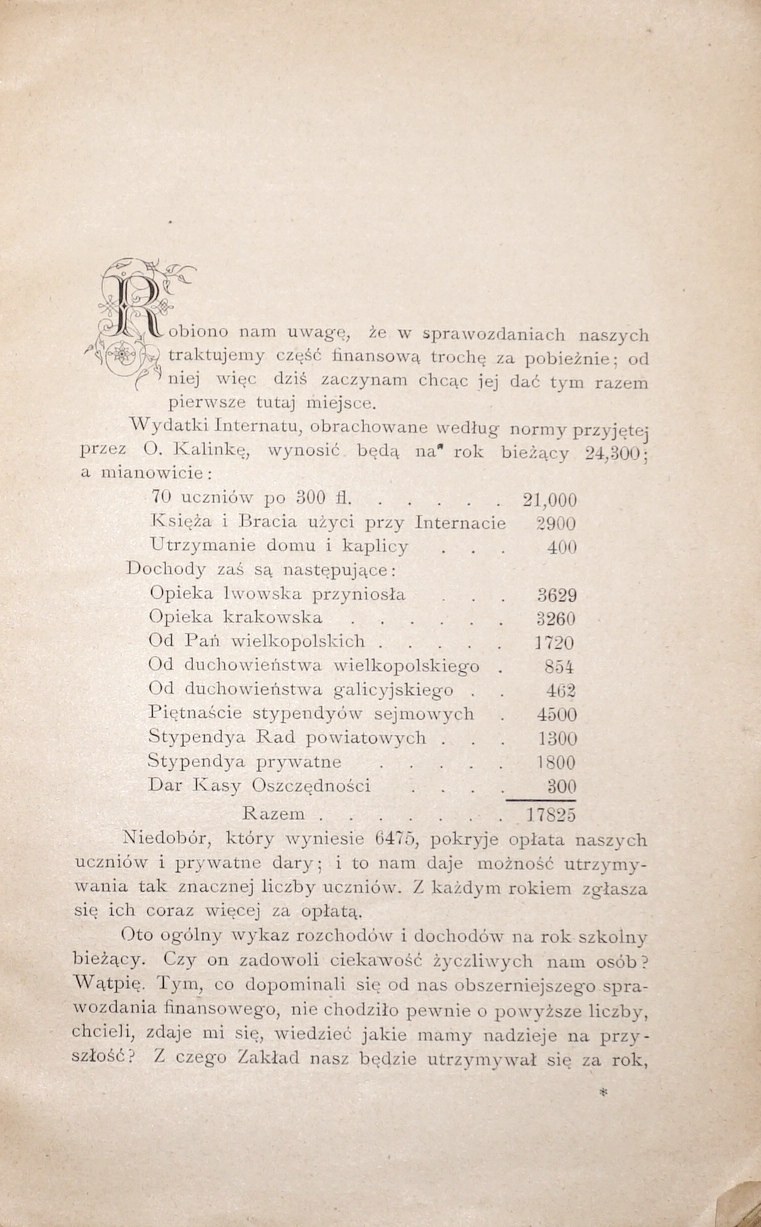 Robiono nam uwagę, że w sprawozdaniach naszych
traktujemy część finansową trochę za pobieżnie; od
niej więc dziś zaczynam chcąc jej dać tym razem
pierwsze tutaj miejsce.
Wydatki Internatu, obrachowane według normy przyjętej
przez O. Kalinkę, wynosić będą na rok bieżący 24,300;
a mianowicie:
70 uczniów po 300 fl. . . . . . 21,000
Księża i Bracia użyci przy Internacie 2900
Utrzymanie domu i kaplicy . . . 400
Dochody zaś są następujące:
Opieka lwowska przyniosła . . . 3629
Opieka krakowska . . . . . . 3260
Od Pań wielkopolskich . . . . . 1720
Od duchowieństwa wielkopolskiego . 854
Od duchowieństwa galicyjskiego . . 462
Piętnaście stypendyów sejmowych . 4500
Stypendya Rad powiatowych . . . 1300
Stypendya prywatne . . . . . 1800
Dar Kasy Oszczędności . . . . 300
Razem . . . . . . . 17825
Niedobór, który wyniesie 6475, pokryje opłata naszych
uczniów i prywatne dary; i to nam daje możność utrzymy-
wania tak znacznej liczby uczniów. Z każdym rokiem zgłasza
się ich coraz więcej za opłatą.
Oto ogólny wykaz rozchodów i dochodów na rok szkolny
bieżący. Czy on zadowoli ciekawość życzliwych nam osób?
Wątpię. Tym, co dopominali się od nas obszerniejszego spra-
wozdania finansowego, nie chodziło pewnie o powyższe liczby,
chcieli, zdaje mi się, wiedzieć jakie mamy nadzieje na przy-
szłość? Z czego Zakład nasz będzie utrzymywał się za rok,
*